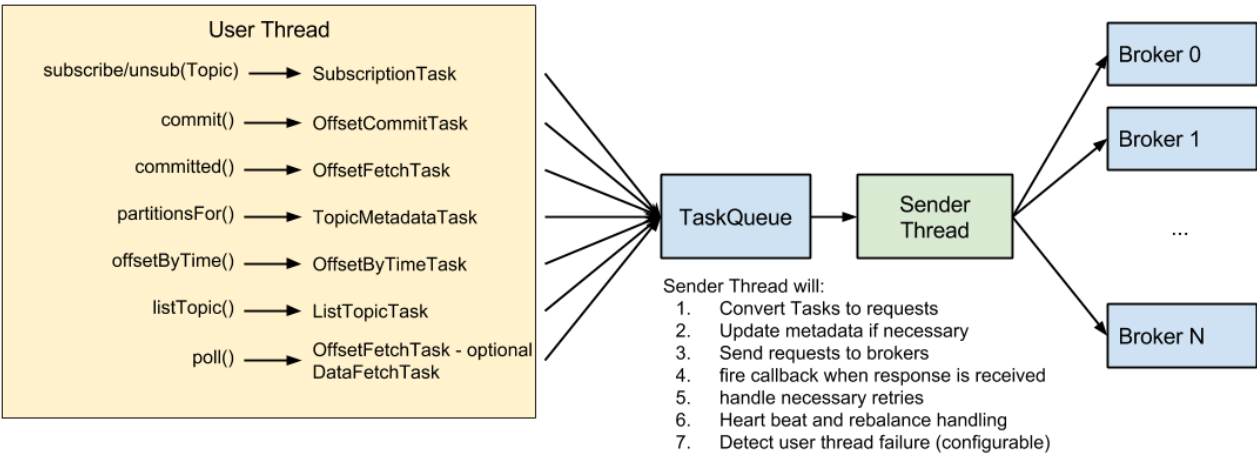 User Thread
subscribe/unsub(Topic) SubscriptionTask
commit() OffsetCommitTask
committed() OffsetFetchTask
partitionsFor() TopicMetadataTask
offsetByTime() OffsetByTimeTask
listTopic() ListTopicTask
poll() OffsetFetchTask - optional
DataFetchTask
TaskQueue
Sender
Thread
Broker 0
Broker 1
...
Broker N
Sender Thread will:
1. Convert Tasks to requests
2. Update metadata if necessary
3. Send requests to brokers
4. fire callback when response is received
5. handle necessary retries
6. Heart beat and rebalance handling
7. Detect user thread failure (configurable)